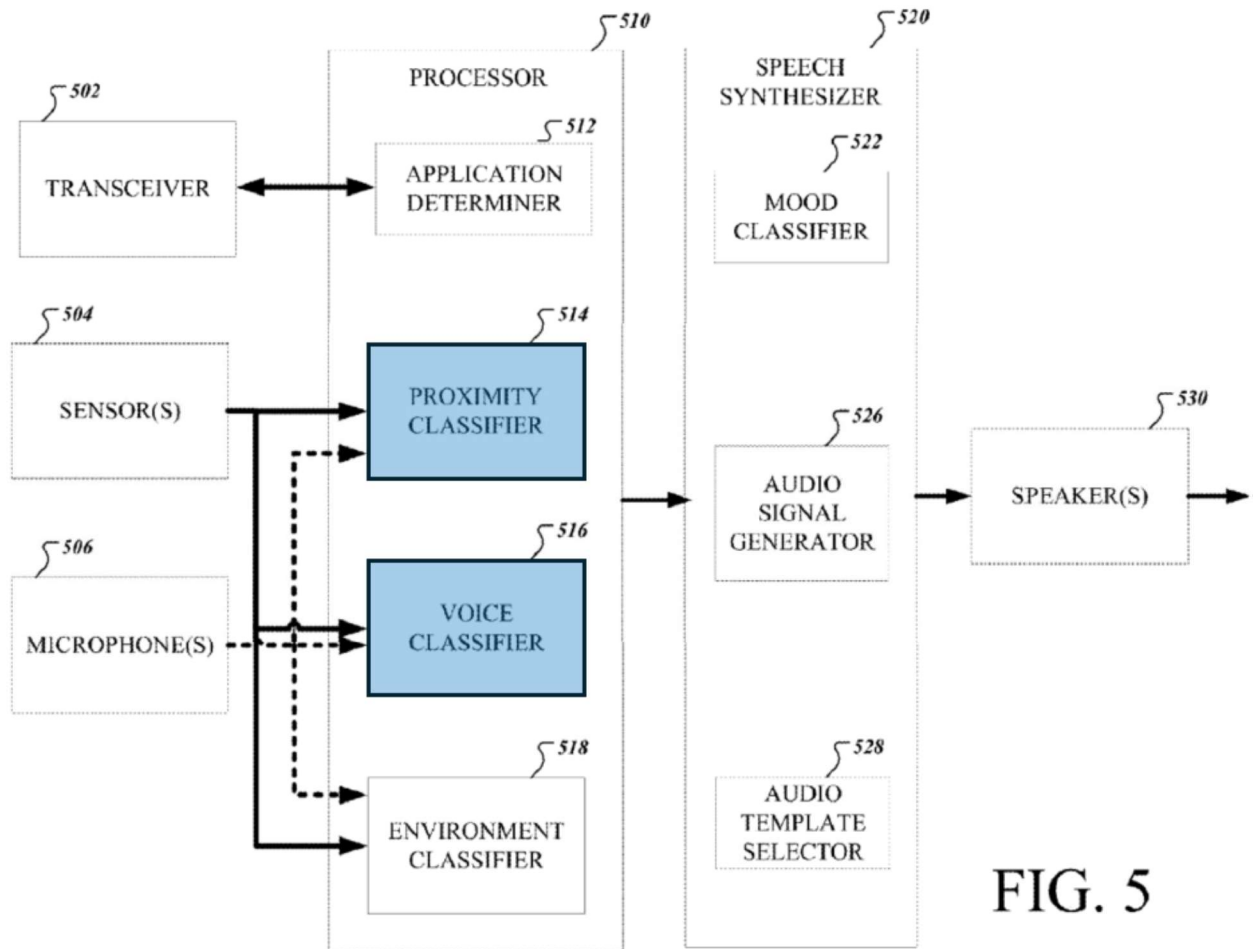 510
PROCESSOR
520
SPEECH
SYNTHESIZER
502
TRANSCEIVER
512
APPLICATION
DETERMINER
522
MOOD
CLASSIFIER
504
SENSOR(S)
514
PROXIMITY
CLASSIFIER
526
AUDIO
SIGNAL
GENERATOR
530
SPEAKER(S)
506
MICROPHONE(S)
516
VOICE
CLASSIFIER
518
ENVIRONMENT
CLASSIFIER
528
AUDIO
TEMPLATE
SELECTOR
FIG. 5